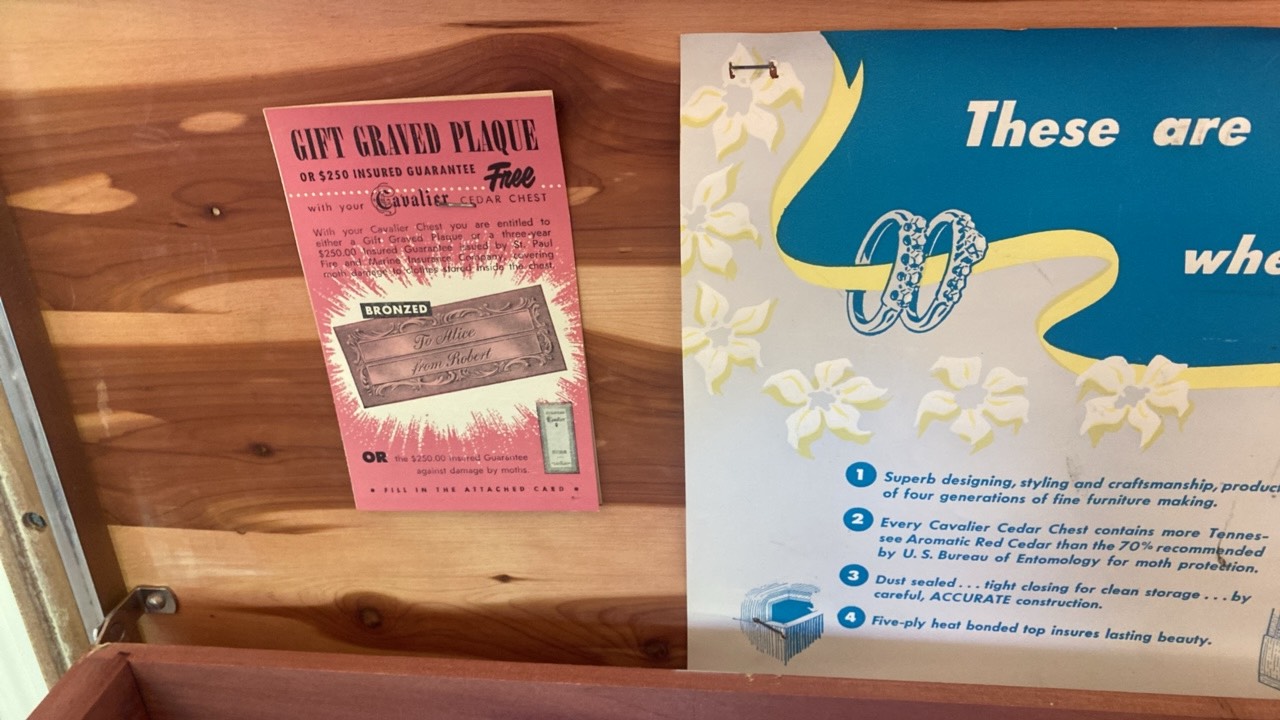 GIFT GRAVED PLAQUE
OR $250 INSURED GUARANTEE Free
with your Cavalier CEDAR CHEST
With your Cavalier Chest you are entitled to
either a Gift Graved Plaque or a three-year
$250.00 Insured Guarantee issued by St. Paul
Fire and Marine Insurance Company, covering
moth damage to clothes stored inside the chest.
BRONZED
To Alice
from Robert
OR the $250.00 Insured Guarantee
against damage by moths.
• FILL IN THE ATTACHED CARD •
These are
whe
1 Superb designing, styling and craftsmanship, produc
of four generations of fine furniture making.
2 Every Cavalier Cedar Chest contains more Tennes-
see Aromatic Red Cedar than the 70% recommended
by U. S. Bureau of Entomology for moth protection.
3 Dust sealed . . . tight closing for clean storage . . . by
careful, ACCURATE construction.
4 Five-ply heat bonded top insures lasting beauty.